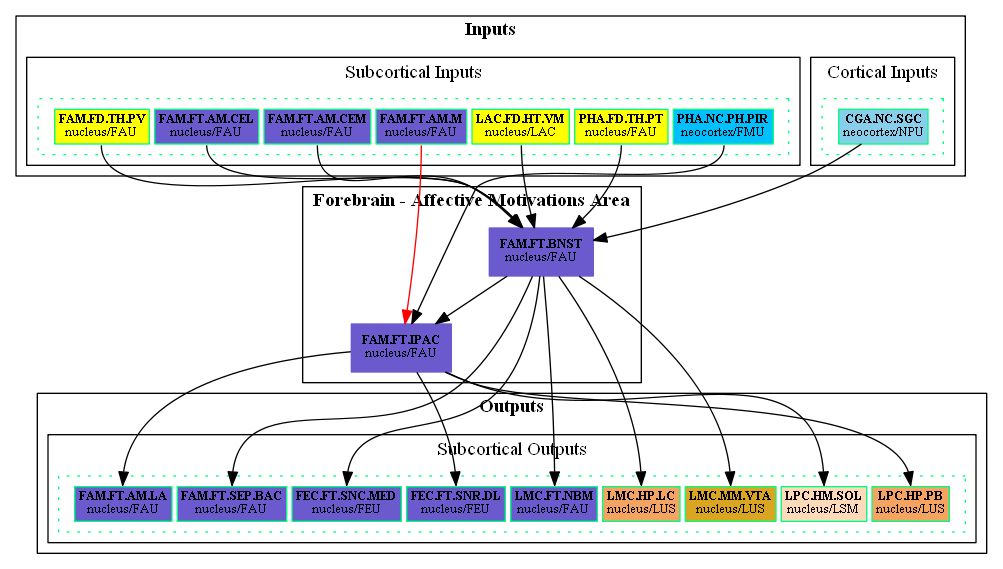 Inputs
Subcortical Inputs
Cortical Inputs
FAM.FD.TH.PV
nucleus/FAU
FAM.FT.AM.CEL
nucleus/FAU
FAM.FT.AM.CEM
nucleus/FAU
FAM.FT.AM.M
nucleus/FAU
LAC.FD.HT.VM
nucleus/LAC
PHA.FD.TH.PT
nucleus/FAU
PHA.NC.PH.PIR
neocortex/FMU
CGA.NC.SGC
neocortex/NPU
Forebrain - Affective Motivations Area
FAM.FT.BNST
nucleus/FAU
FAM.FT.IPAC
nucleus/FAU
Outputs
Subcortical Outputs
FAM.FT.AM.LA
nucleus/FAU
FAM.FT.SEP.BAC
nucleus/FAU
FEC.FT.SNC.MED
nucleus/FEU
FEC.FT.SNR.DL
nucleus/FEU
LMC.FT.NBM
nucleus/FAU
LMC.HP.LC
nucleus/LUS
LMC.MM.VTA
nucleus/LUS
LPC.HM.SOL
nucleus/LSM
LPC.HP.PB
nucleus/LUS